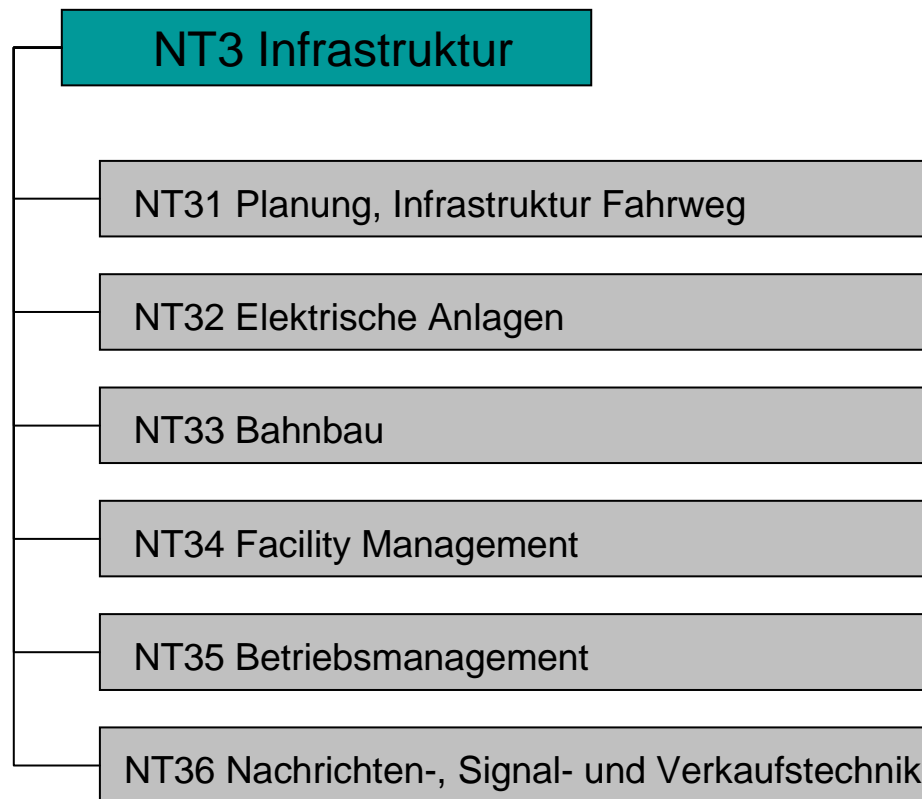 NT3 Infrastruktur
NT31 Planung, Infrastruktur Fahrweg
NT32 Elektrische Anlagen
NT33 Bahnbau
NT34 Facility Management
NT35 Betriebsmanagement
NT36 Nachrichten-, Signal- und Verkaufstechnik